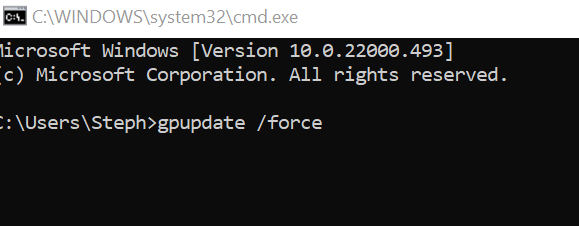 C:\WINDOWS\system32\cmd.exe
Microsoft Windows [Version 10.0.22000.493]
(c) Microsoft Corporation. All rights reserved.
C:\Users\Steph>gpupdate /force